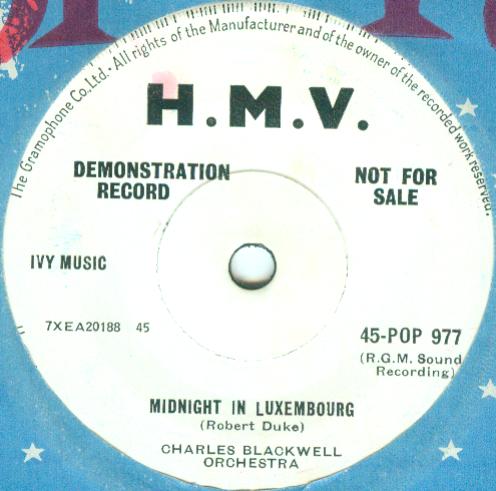 The Gramophone Co.Ltd. · All rights of the Manufacturer and of the owner of the recorded work reserved.
H.M.V.
DEMONSTRATION
RECORD
NOT FOR
SALE
IVY MUSIC
7XEA20188 45
45-POP 977
(R.G.M. Sound
Recording)
MIDNIGHT IN LUXEMBOURG
(Robert Duke)
CHARLES BLACKWELL
ORCHESTRA